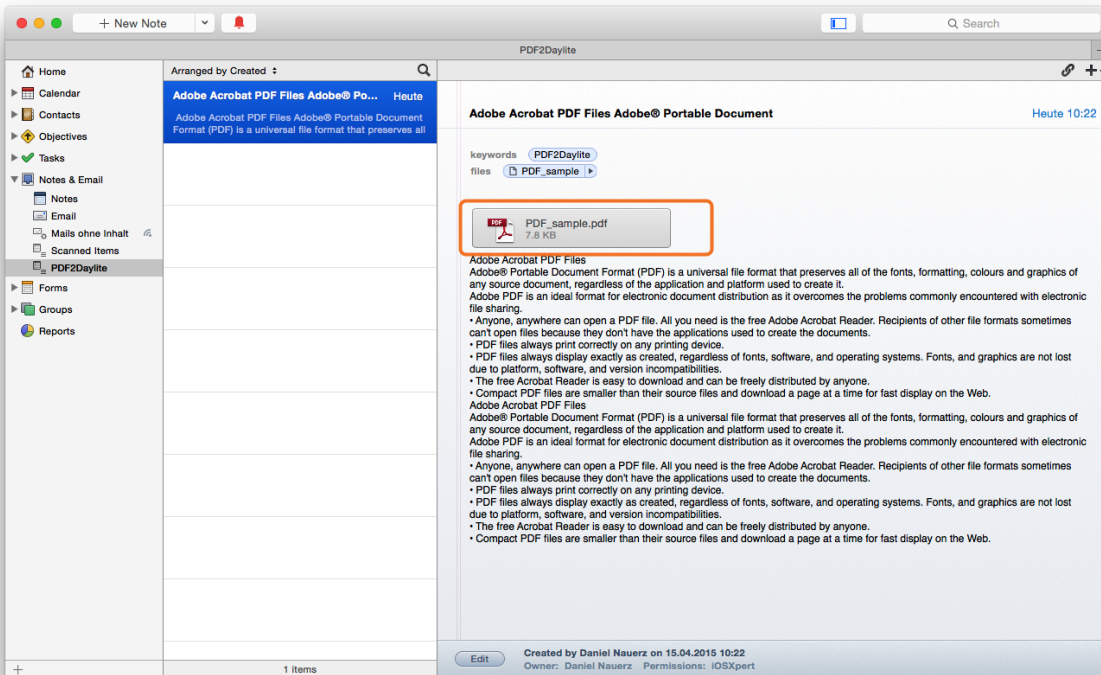 + New Note
Search
PDF2Daylite
Home
Calendar
Contacts
Objectives
Tasks
Notes & Email
Notes
Email
Mails ohne Inhalt
Scanned Items
PDF2Daylite
Forms
Groups
Reports
+
Arranged by Created
Adobe Acrobat PDF Files Adobe® Po... Heute
Adobe Acrobat PDF Files Adobe® Portable Document
Format (PDF) is a universal file format that preserves all
1 items
+
Adobe Acrobat PDF Files Adobe® Portable Document Heute 10:22
keywords PDF2Daylite
files PDF_sample
PDF PDF_sample.pdf
7.8 KB
Adobe Acrobat PDF Files
Adobe® Portable Document Format (PDF) is a universal file format that preserves all of the fonts, formatting, colours and graphics of
any source document, regardless of the application and platform used to create it.
Adobe PDF is an ideal format for electronic document distribution as it overcomes the problems commonly encountered with electronic
file sharing.
• Anyone, anywhere can open a PDF file. All you need is the free Adobe Acrobat Reader. Recipients of other file formats sometimes
can't open files because they don't have the applications used to create the documents.
• PDF files always print correctly on any printing device.
• PDF files always display exactly as created, regardless of fonts, software, and operating systems. Fonts, and graphics are not lost
due to platform, software, and version incompatibilities.
• The free Acrobat Reader is easy to download and can be freely distributed by anyone.
• Compact PDF files are smaller than their source files and download a page at a time for fast display on the Web.
Adobe Acrobat PDF Files
Adobe® Portable Document Format (PDF) is a universal file format that preserves all of the fonts, formatting, colours and graphics of
any source document, regardless of the application and platform used to create it.
Adobe PDF is an ideal format for electronic document distribution as it overcomes the problems commonly encountered with electronic
file sharing.
• Anyone, anywhere can open a PDF file. All you need is the free Adobe Acrobat Reader. Recipients of other file formats sometimes
can't open files because they don't have the applications used to create the documents.
• PDF files always print correctly on any printing device.
• PDF files always display exactly as created, regardless of fonts, software, and operating systems. Fonts, and graphics are not lost
due to platform, software, and version incompatibilities.
• The free Acrobat Reader is easy to download and can be freely distributed by anyone.
• Compact PDF files are smaller than their source files and download a page at a time for fast display on the Web.
Edit
Created by Daniel Nauerz on 15.04.2015 10:22
Owner: Daniel Nauerz Permissions: iOSXpert